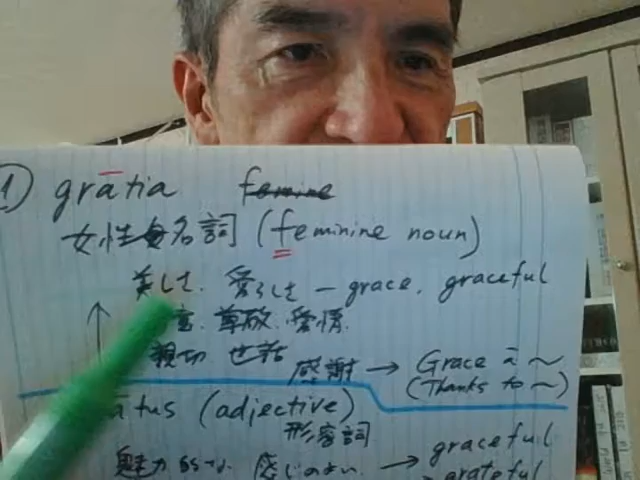 ① grātia
女性名詞 (feminine noun)
美しさ. 愛らしさ — grace, graceful
尊敬. 愛情.
親切 世話
感謝 → Grace à ~
(Thanks to ~)
ātus (adjective)
形容詞
魅力的な, 感じのよい → graceful
grateful